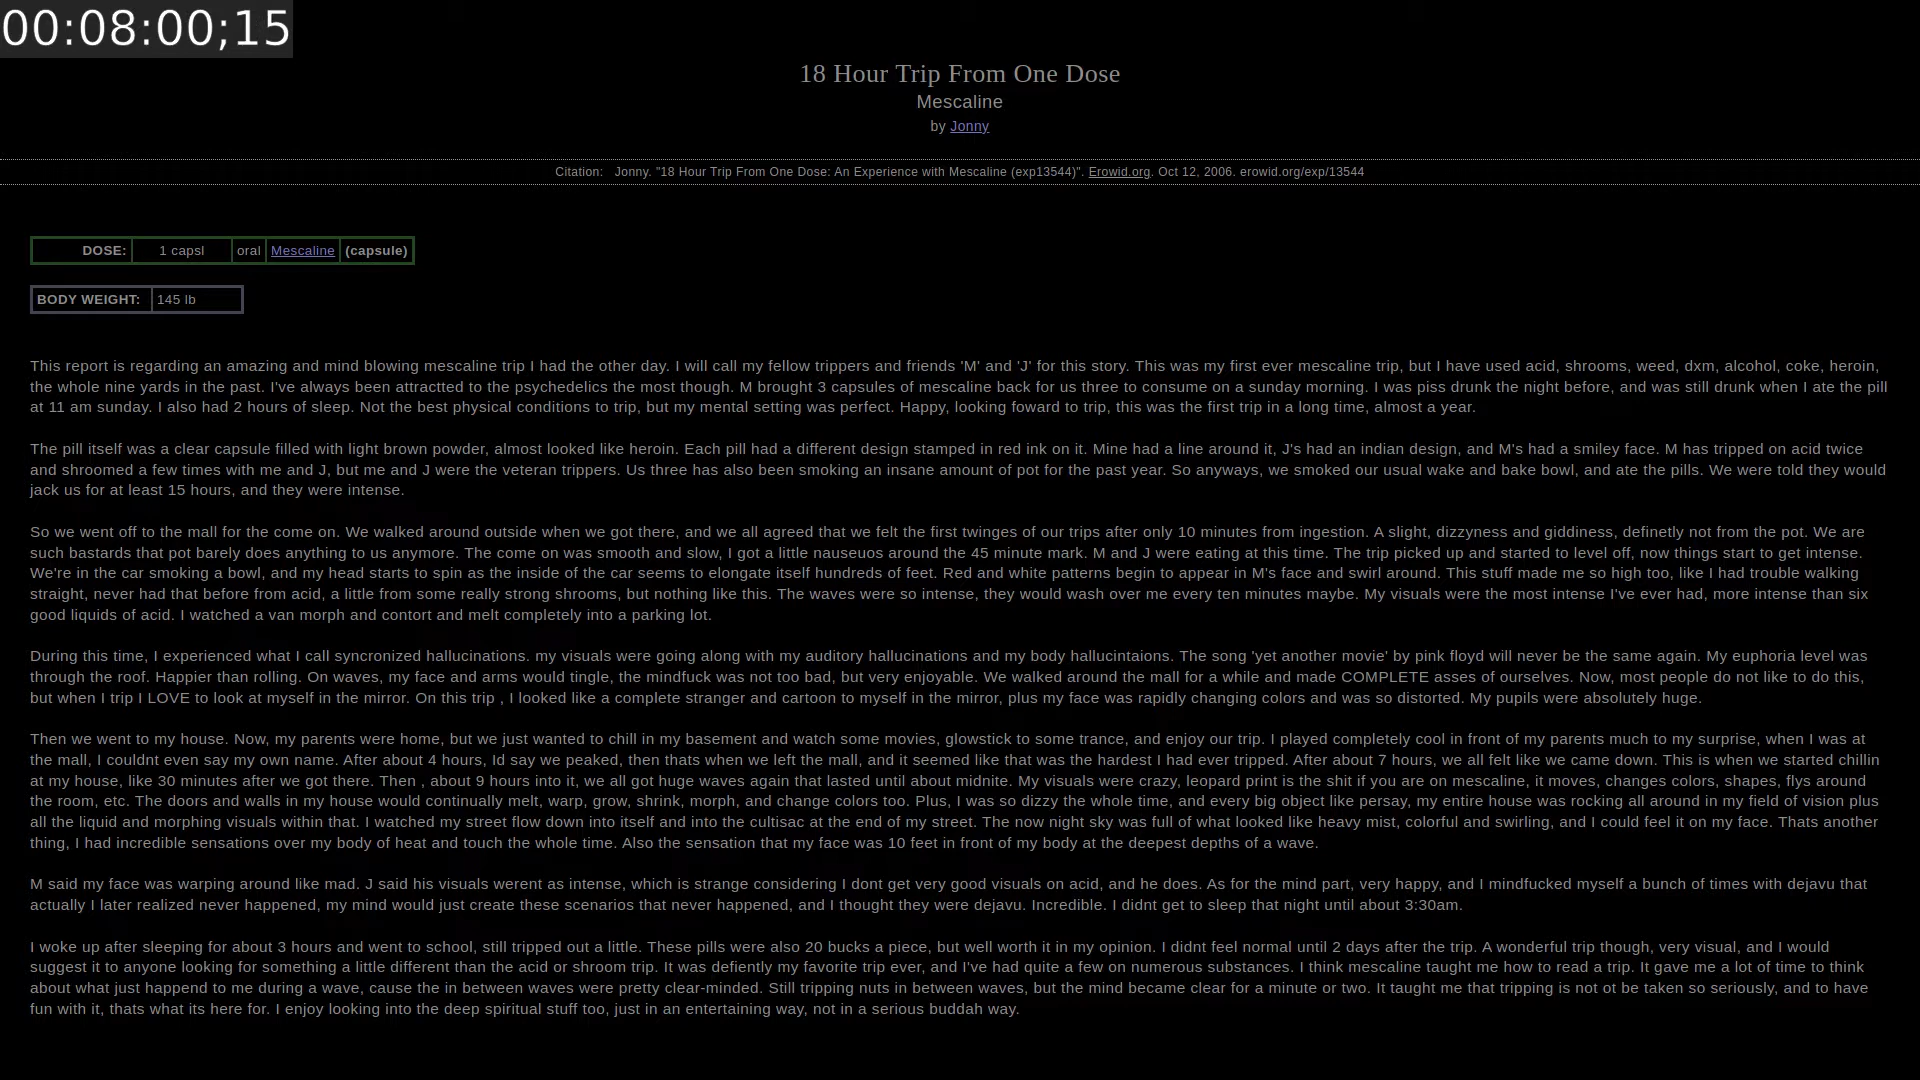 00:08:00;15
18 Hour Trip From One Dose
Mescaline
by Jonny
Citation: Jonny. "18 Hour Trip From One Dose: An Experience with Mescaline (exp13544)". Erowid.org. Oct 12, 2006. erowid.org/exp/13544
DOSE: 1 capsl oral Mescaline (capsule)
BODY WEIGHT: 145 lb
This report is regarding an amazing and mind blowing mescaline trip I had the other day. I will call my fellow trippers and friends 'M' and 'J' for this story. This was my first ever mescaline trip, but I have used acid, shrooms, weed, dxm, alcohol, coke, heroin,
the whole nine yards in the past. I've always been attractted to the psychedelics the most though. M brought 3 capsules of mescaline back for us three to consume on a sunday morning. I was piss drunk the night before, and was still drunk when I ate the pill
at 11 am sunday. I also had 2 hours of sleep. Not the best physical conditions to trip, but my mental setting was perfect. Happy, looking foward to trip, this was the first trip in a long time, almost a year.
The pill itself was a clear capsule filled with light brown powder, almost looked like heroin. Each pill had a different design stamped in red ink on it. Mine had a line around it, J's had an indian design, and M's had a smiley face. M has tripped on acid twice
and shroomed a few times with me and J, but me and J were the veteran trippers. Us three has also been smoking an insane amount of pot for the past year. So anyways, we smoked our usual wake and bake bowl, and ate the pills. We were told they would
jack us for at least 15 hours, and they were intense.
So we went off to the mall for the come on. We walked around outside when we got there, and we all agreed that we felt the first twinges of our trips after only 10 minutes from ingestion. A slight, dizzyness and giddiness, definetly not from the pot. We are
such bastards that pot barely does anything to us anymore. The come on was smooth and slow, I got a little nauseuos around the 45 minute mark. M and J were eating at this time. The trip picked up and started to level off, now things start to get intense.
We're in the car smoking a bowl, and my head starts to spin as the inside of the car seems to elongate itself hundreds of feet. Red and white patterns begin to appear in M's face and swirl around. This stuff made me so high too, like I had trouble walking
straight, never had that before from acid, a little from some really strong shrooms, but nothing like this. The waves were so intense, they would wash over me every ten minutes maybe. My visuals were the most intense I've ever had, more intense than six
good liquids of acid. I watched a van morph and contort and melt completely into a parking lot.
During this time, I experienced what I call syncronized hallucinations. my visuals were going along with my auditory hallucinations and my body hallucintaions. The song 'yet another movie' by pink floyd will never be the same again. My euphoria level was
through the roof. Happier than rolling. On waves, my face and arms would tingle, the mindfuck was not too bad, but very enjoyable. We walked around the mall for a while and made COMPLETE asses of ourselves. Now, most people do not like to do this,
but when I trip I LOVE to look at myself in the mirror. On this trip , I looked like a complete stranger and cartoon to myself in the mirror, plus my face was rapidly changing colors and was so distorted. My pupils were absolutely huge.
Then we went to my house. Now, my parents were home, but we just wanted to chill in my basement and watch some movies, glowstick to some trance, and enjoy our trip. I played completely cool in front of my parents much to my surprise, when I was at
the mall, I couldnt even say my own name. After about 4 hours, Id say we peaked, then thats when we left the mall, and it seemed like that was the hardest I had ever tripped. After about 7 hours, we all felt like we came down. This is when we started chillin
at my house, like 30 minutes after we got there. Then , about 9 hours into it, we all got huge waves again that lasted until about midnite. My visuals were crazy, leopard print is the shit if you are on mescaline, it moves, changes colors, shapes, flys around
the room, etc. The doors and walls in my house would continually melt, warp, grow, shrink, morph, and change colors too. Plus, I was so dizzy the whole time, and every big object like persay, my entire house was rocking all around in my field of vision plus
all the liquid and morphing visuals within that. I watched my street flow down into itself and into the cultisac at the end of my street. The now night sky was full of what looked like heavy mist, colorful and swirling, and I could feel it on my face. Thats another
thing, I had incredible sensations over my body of heat and touch the whole time. Also the sensation that my face was 10 feet in front of my body at the deepest depths of a wave.
M said my face was warping around like mad. J said his visuals werent as intense, which is strange considering I dont get very good visuals on acid, and he does. As for the mind part, very happy, and I mindfucked myself a bunch of times with dejavu that
actually I later realized never happened, my mind would just create these scenarios that never happened, and I thought they were dejavu. Incredible. I didnt get to sleep that night until about 3:30am.
I woke up after sleeping for about 3 hours and went to school, still tripped out a little. These pills were also 20 bucks a piece, but well worth it in my opinion. I didnt feel normal until 2 days after the trip. A wonderful trip though, very visual, and I would
suggest it to anyone looking for something a little different than the acid or shroom trip. It was defiently my favorite trip ever, and I've had quite a few on numerous substances. I think mescaline taught me how to read a trip. It gave me a lot of time to think
about what just happend to me during a wave, cause the in between waves were pretty clear-minded. Still tripping nuts in between waves, but the mind became clear for a minute or two. It taught me that tripping is not ot be taken so seriously, and to have
fun with it, thats what its here for. I enjoy looking into the deep spiritual stuff too, just in an entertaining way, not in a serious buddah way.